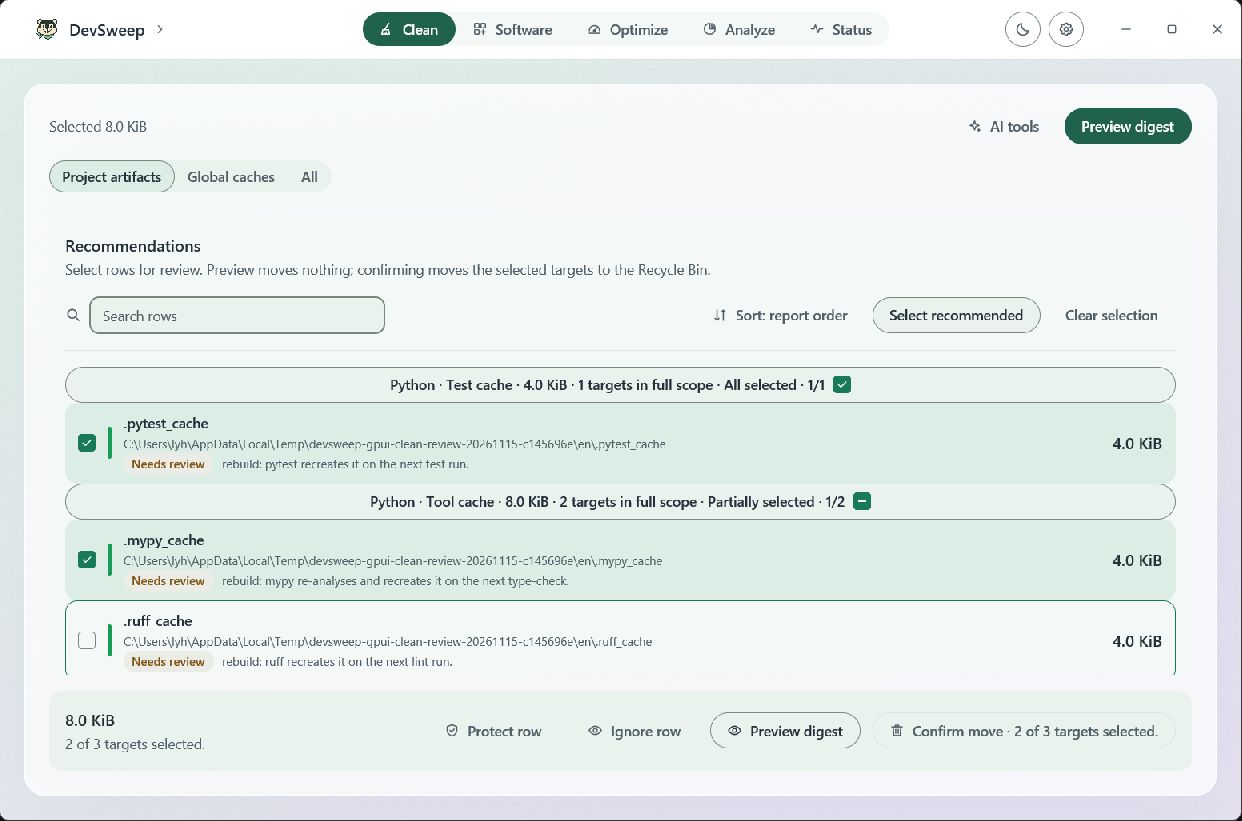 DevSweep
Clean
Software
Optimize
Analyze
Status
Selected 8.0 KiB
AI tools
Preview digest
Project artifacts
Global caches
All
Recommendations
Select rows for review. Preview moves nothing; confirming moves the selected targets to the Recycle Bin.
Search rows
Sort: report order
Select recommended
Clear selection
Python · Test cache · 4.0 KiB · 1 targets in full scope · All selected · 1/1
.pytest_cache
C:\Users\lyh\AppData\Local\Temp\devsweep-gpui-clean-review-20261115-c145696e\en\.pytest_cache
4.0 KiB
Needs review rebuild: pytest recreates it on the next test run.
Python · Tool cache · 8.0 KiB · 2 targets in full scope · Partially selected · 1/2
.mypy_cache
C:\Users\lyh\AppData\Local\Temp\devsweep-gpui-clean-review-20261115-c145696e\en\.mypy_cache
4.0 KiB
Needs review rebuild: mypy re-analyses and recreates it on the next type-check.
.ruff_cache
C:\Users\lyh\AppData\Local\Temp\devsweep-gpui-clean-review-20261115-c145696e\en\.ruff_cache
4.0 KiB
Needs review rebuild: ruff recreates it on the next lint run.
8.0 KiB
2 of 3 targets selected.
Protect row
Ignore row
Preview digest
Confirm move · 2 of 3 targets selected.